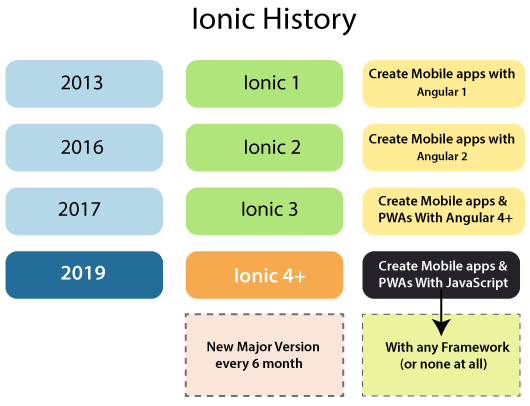 Ionic History
2013
Ionic 1
Create Mobile apps with
Angular 1
2016
Ionic 2
Create Mobile apps with
Angular 2
2017
Ionic 3
Create Mobile apps &
PWAs With Angular 4+
2019
Ionic 4+
Create Mobile apps &
PWAs With JavaScript
New Major Version
every 6 month
With any Framework
(or none at all)